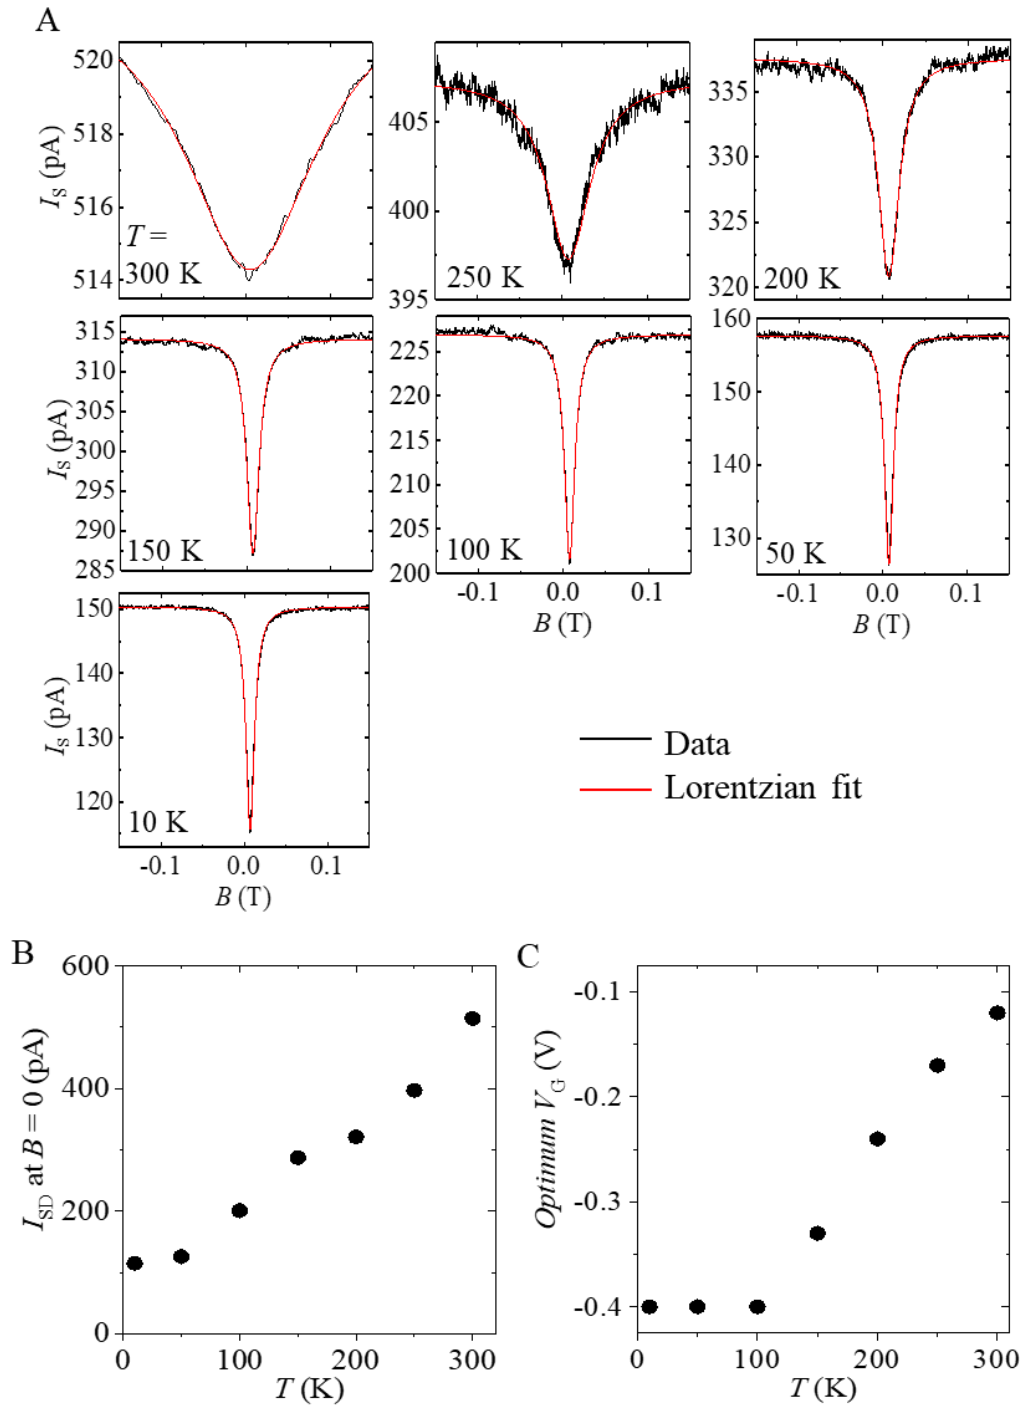 A
I_S (pA)
520
518
516
514
T =
300 K
405
400
395
250 K
335
330
325
320
200 K
I_S (pA)
315
310
305
300
295
290
285
150 K
225
220
215
210
205
200
100 K
-0.1 0.0 0.1
B (T)
160
150
140
130
50 K
-0.1 0.0 0.1
B (T)
I_S (pA)
150
140
130
120
10 K
-0.1 0.0 0.1
B (T)
Data
Lorentzian fit
B
I_SD at B = 0 (pA)
600
400
200
0
0 100 200 300
T (K)
C
Optimum V_G (V)
-0.1
-0.2
-0.3
-0.4
0 100 200 300
T (K)